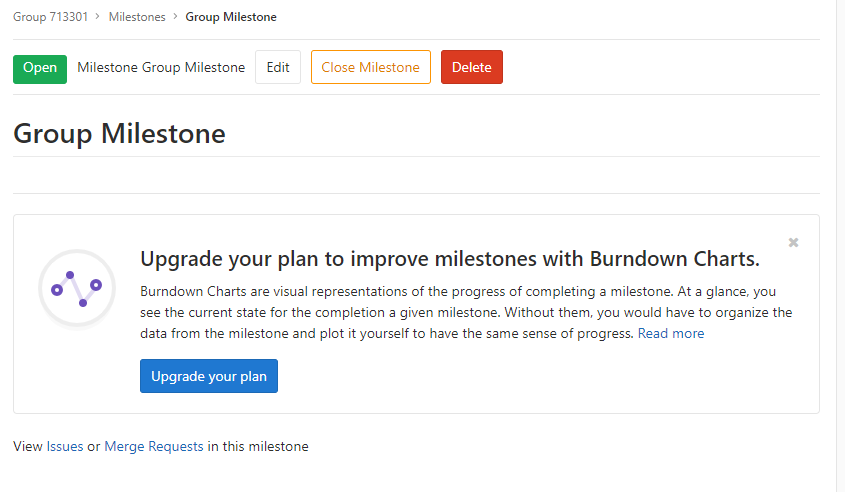 Group 713301 > Milestones > Group Milestone
Open Milestone Group Milestone Edit Close Milestone Delete
Group Milestone
Upgrade your plan to improve milestones with Burndown Charts.
Burndown Charts are visual representations of the progress of completing a milestone. At a glance, you
see the current state for the completion a given milestone. Without them, you would have to organize the
data from the milestone and plot it yourself to have the same sense of progress. Read more
Upgrade your plan
View Issues or Merge Requests in this milestone